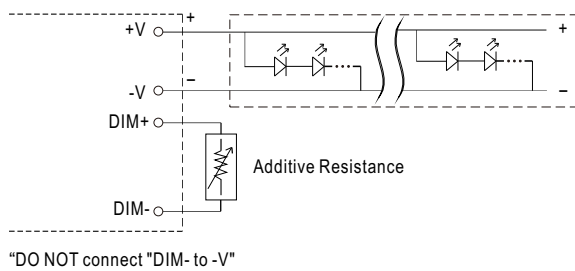 +V + +
-V − −
DIM+
Additive Resistance
DIM-
“DO NOT connect "DIM- to -V"